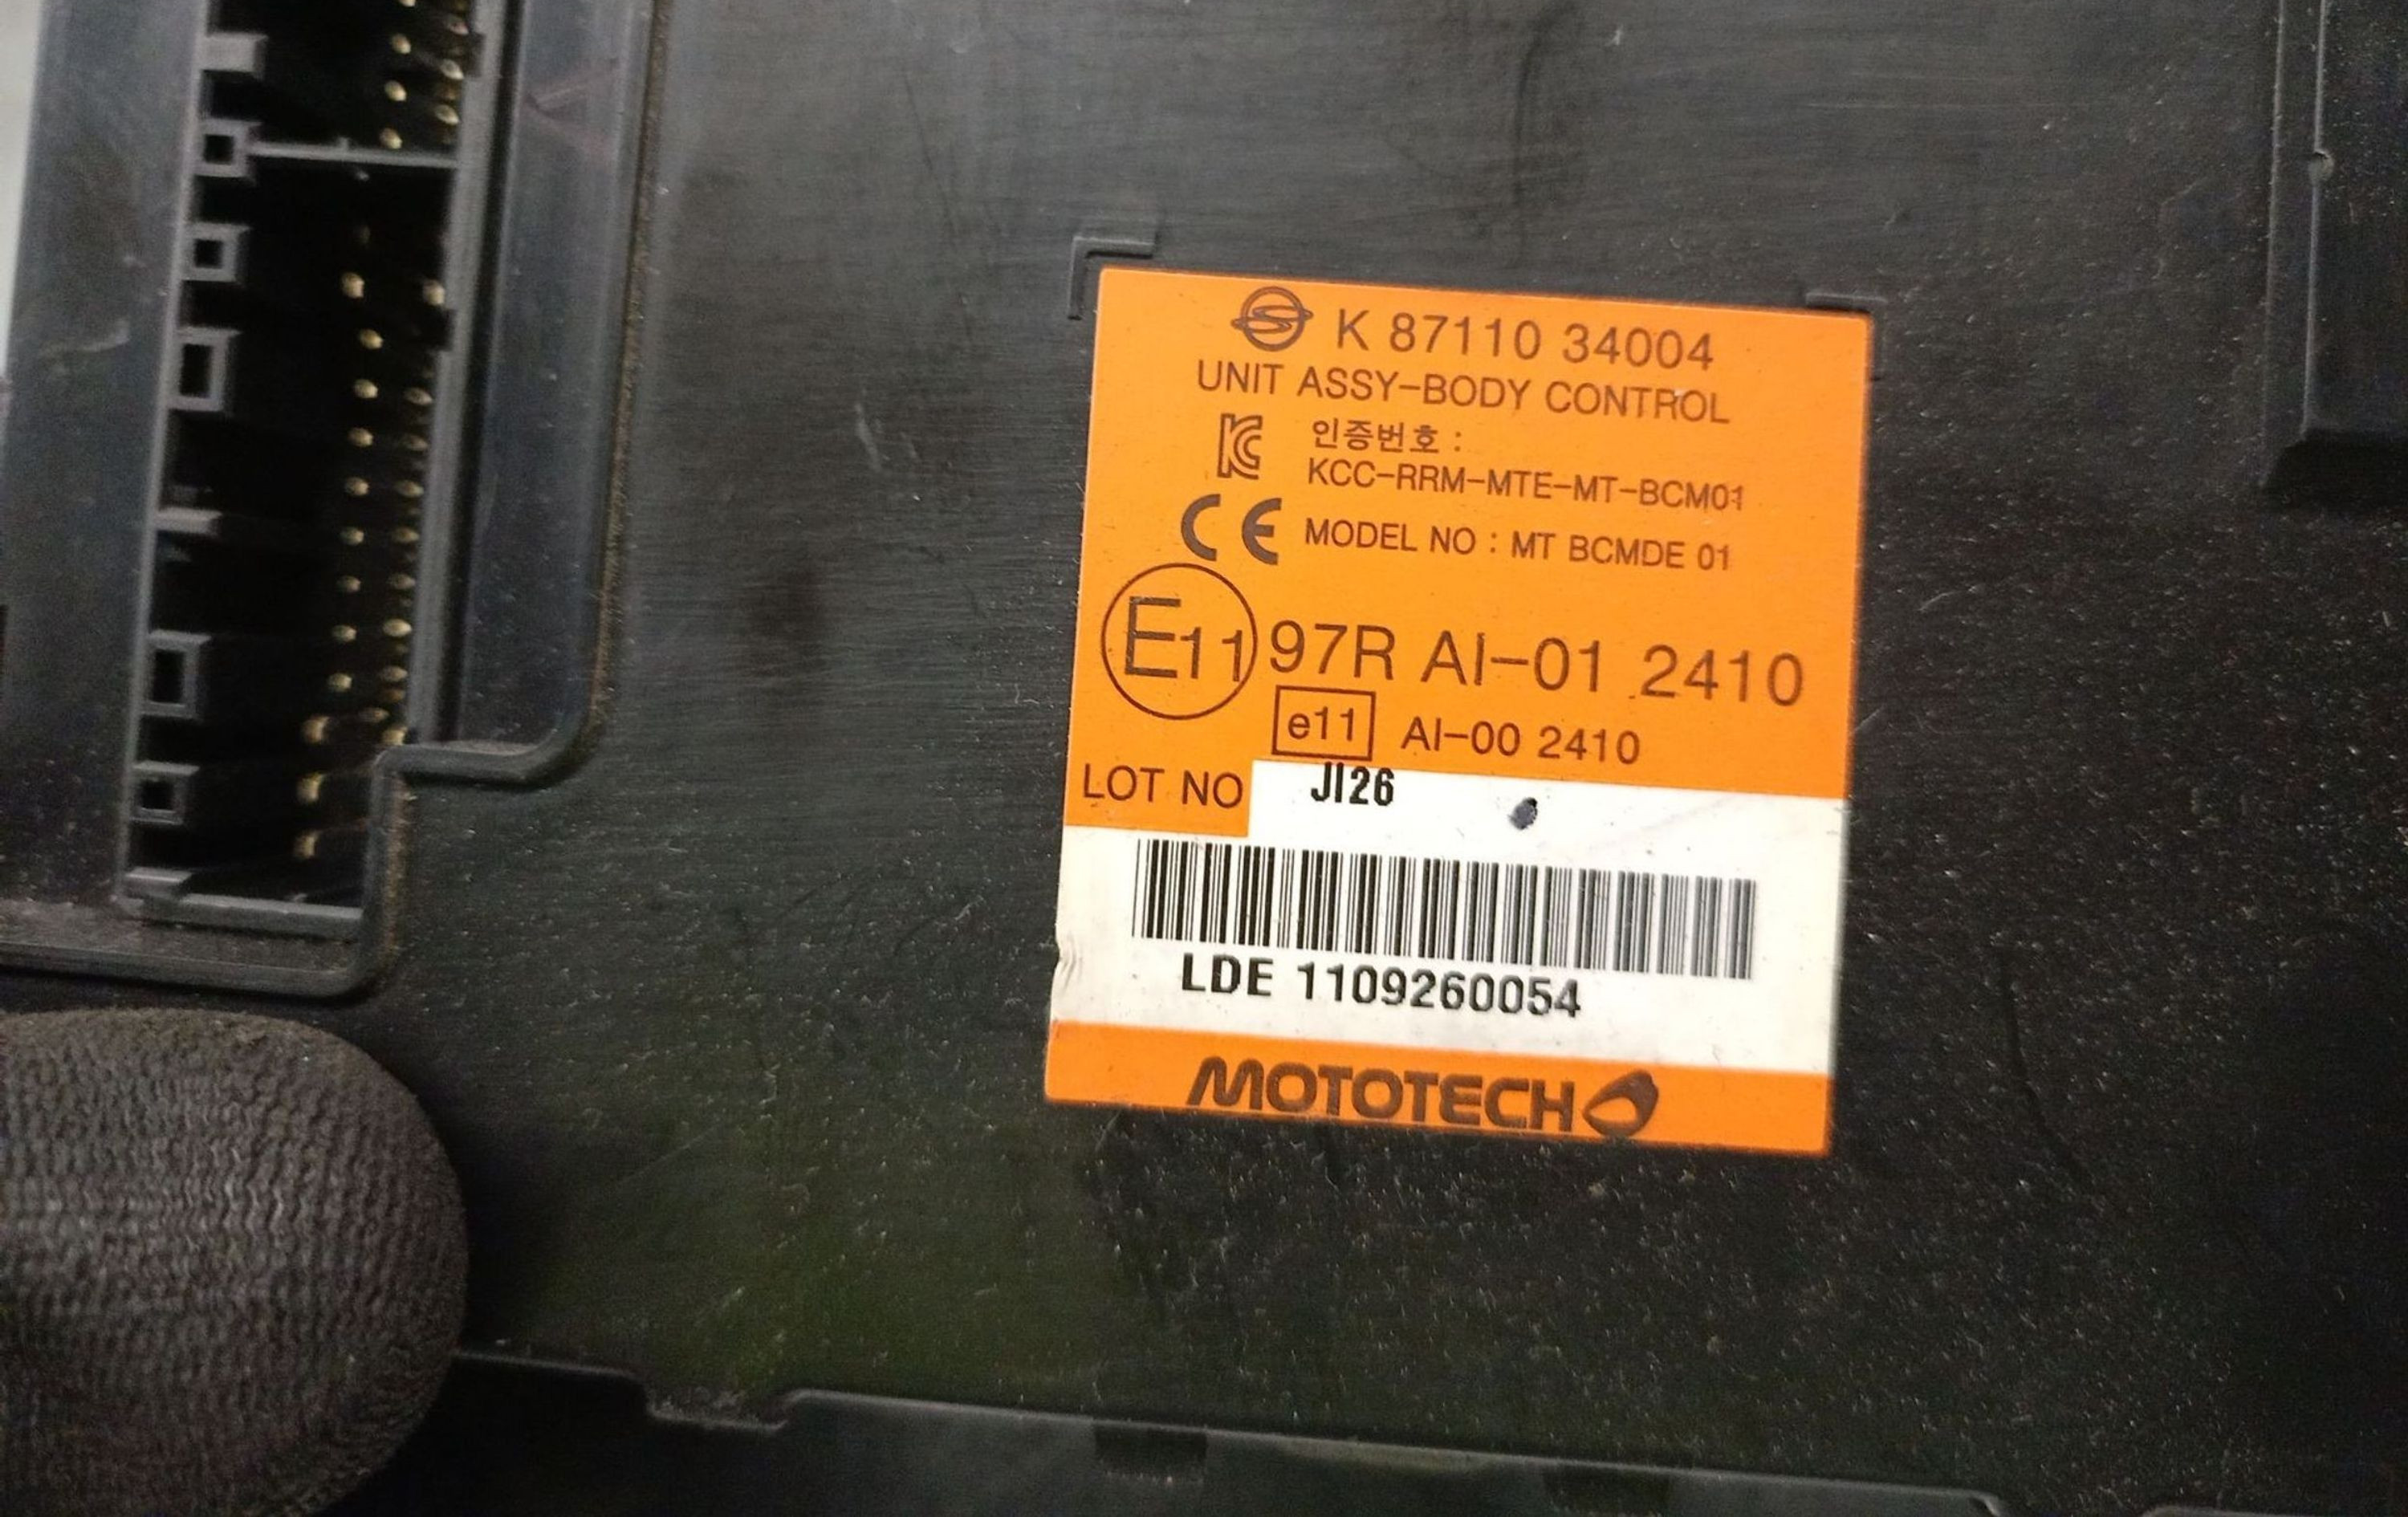 K 87110 34004
UNIT ASSY-BODY CONTROL
인증번호 :
KCC-RRM-MTE-MT-BCM01
CE MODEL NO : MT BCMDE 01
E11 97R AI-01 2410
e11 AI-00 2410
LOT NO JI26
LDE 1109260054
MOTOTECH